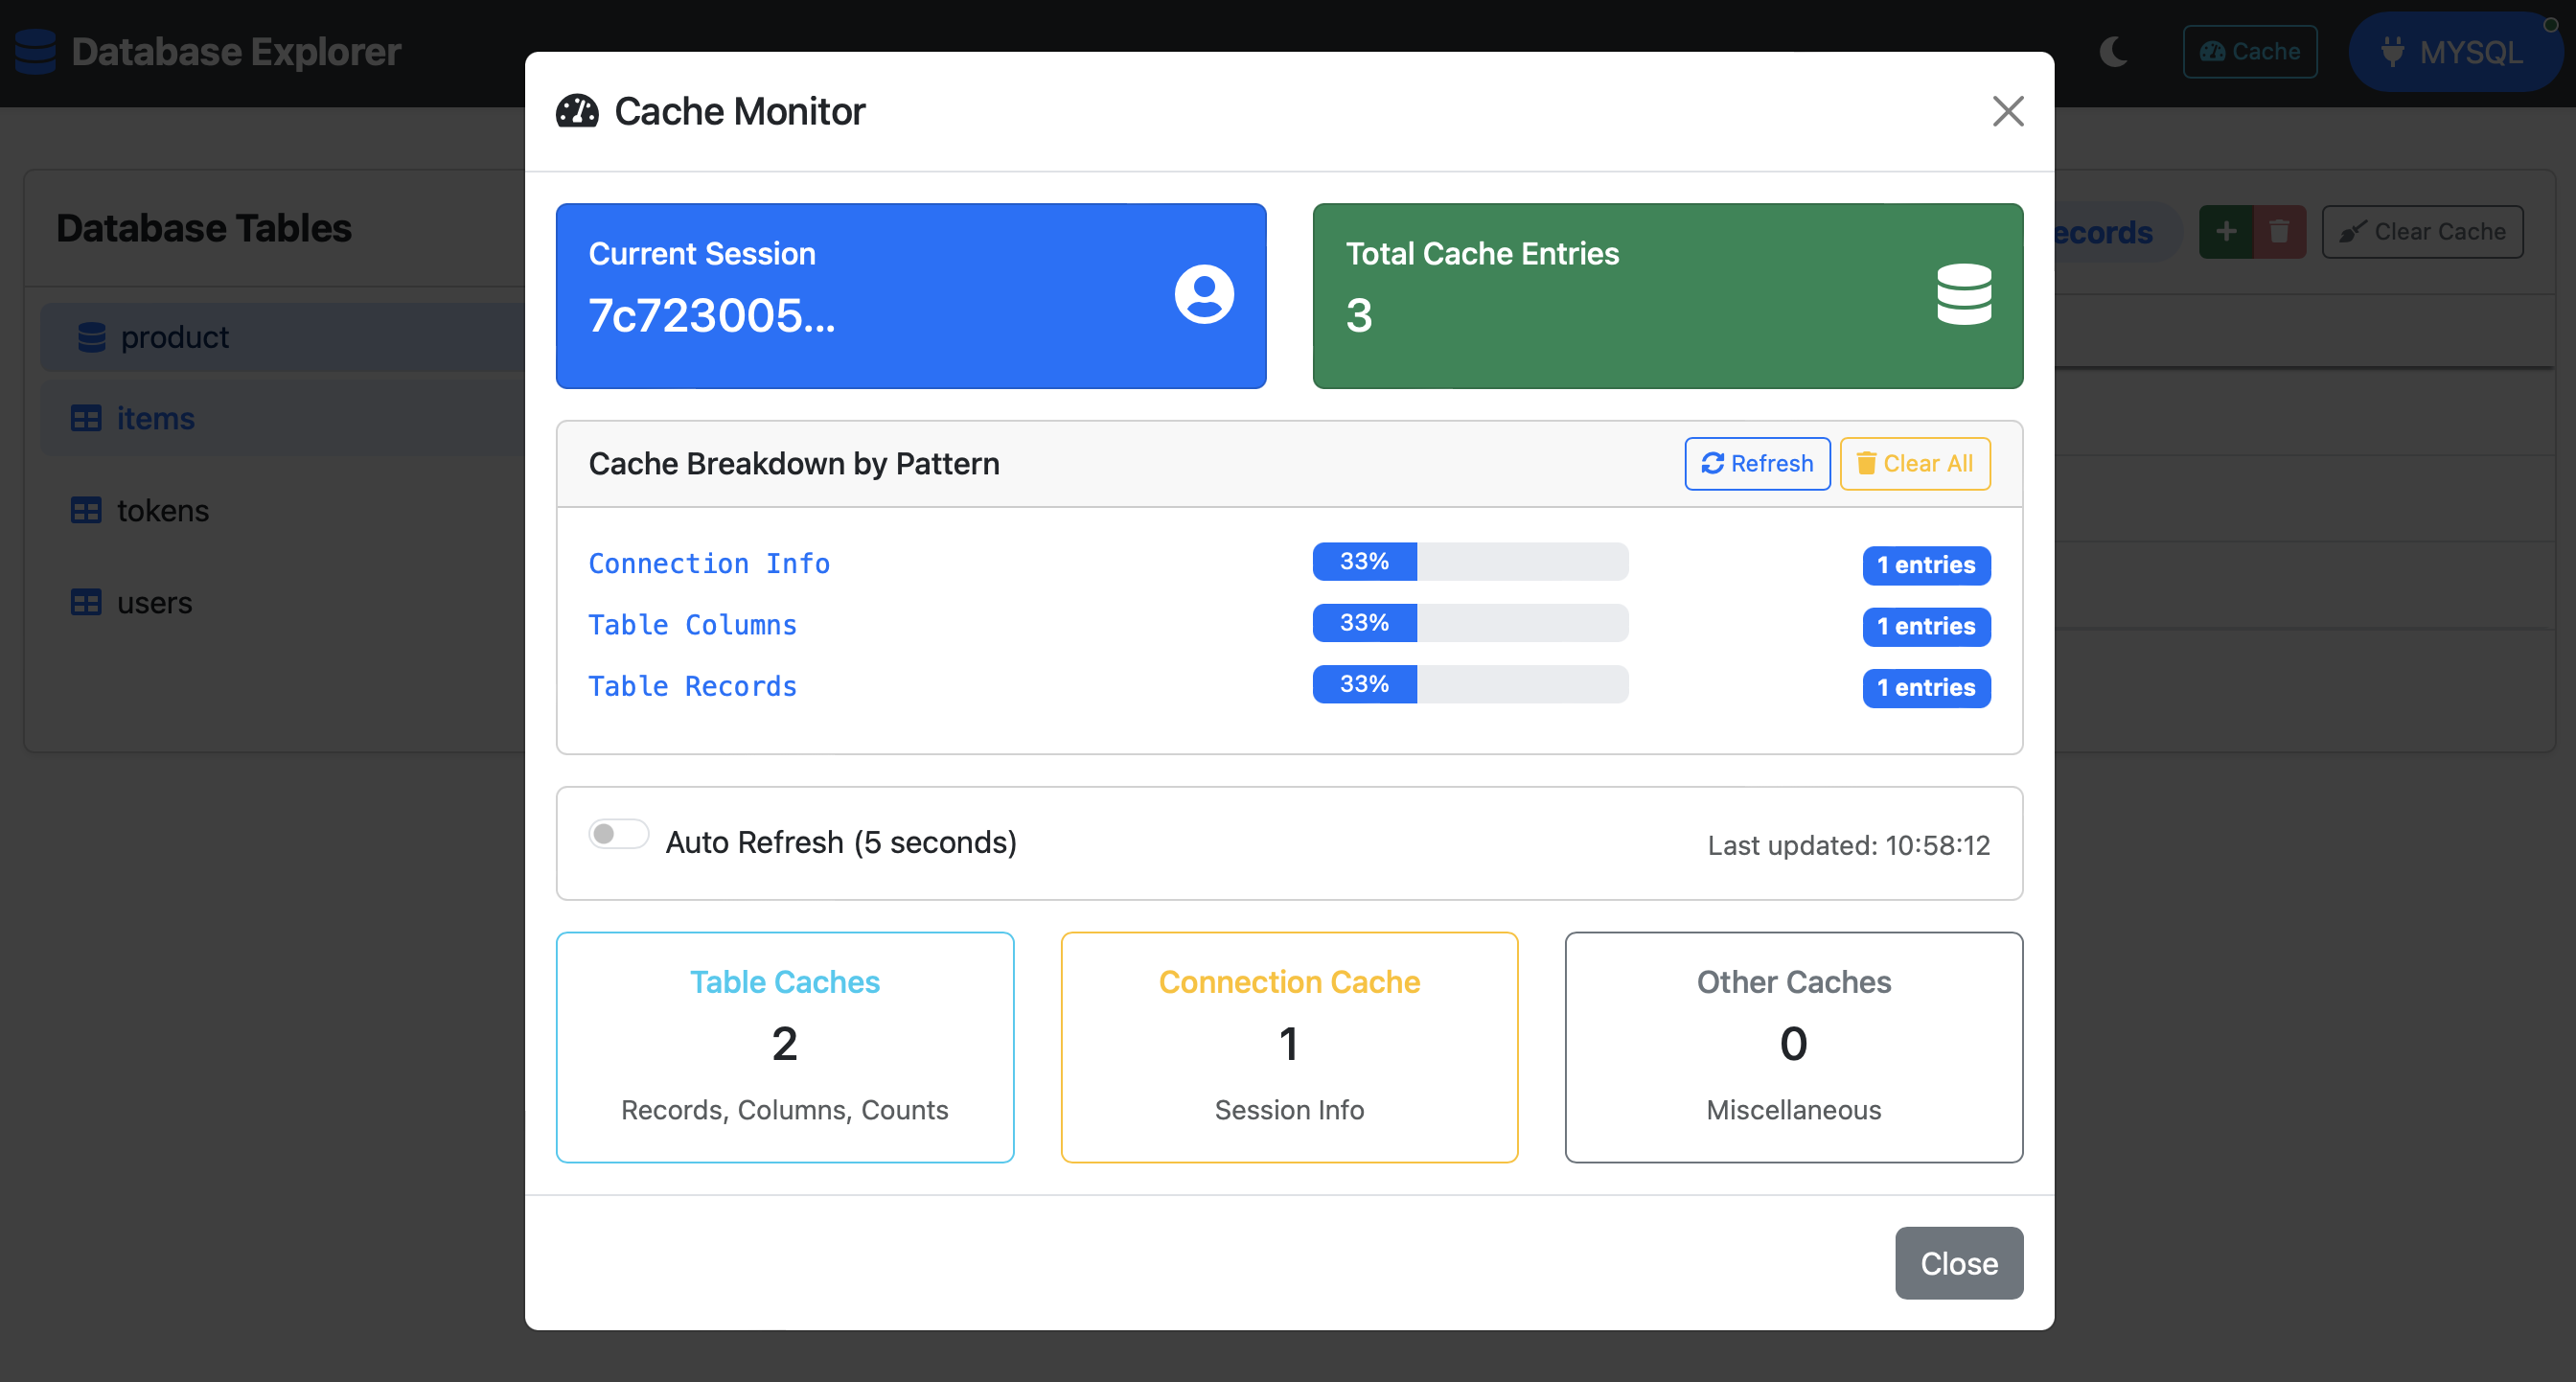 Database Explorer
Cache
MYSQL
Cache Monitor
Database Tables
product
items
tokens
users
ecords
Clear Cache
Current Session
7c723005...
Total Cache Entries
3
Cache Breakdown by Pattern
Refresh
Clear All
Connection Info
33%
1 entries
Table Columns
33%
1 entries
Table Records
33%
1 entries
Auto Refresh (5 seconds)
Last updated: 10:58:12
Table Caches
2
Records, Columns, Counts
Connection Cache
1
Session Info
Other Caches
0
Miscellaneous
Close